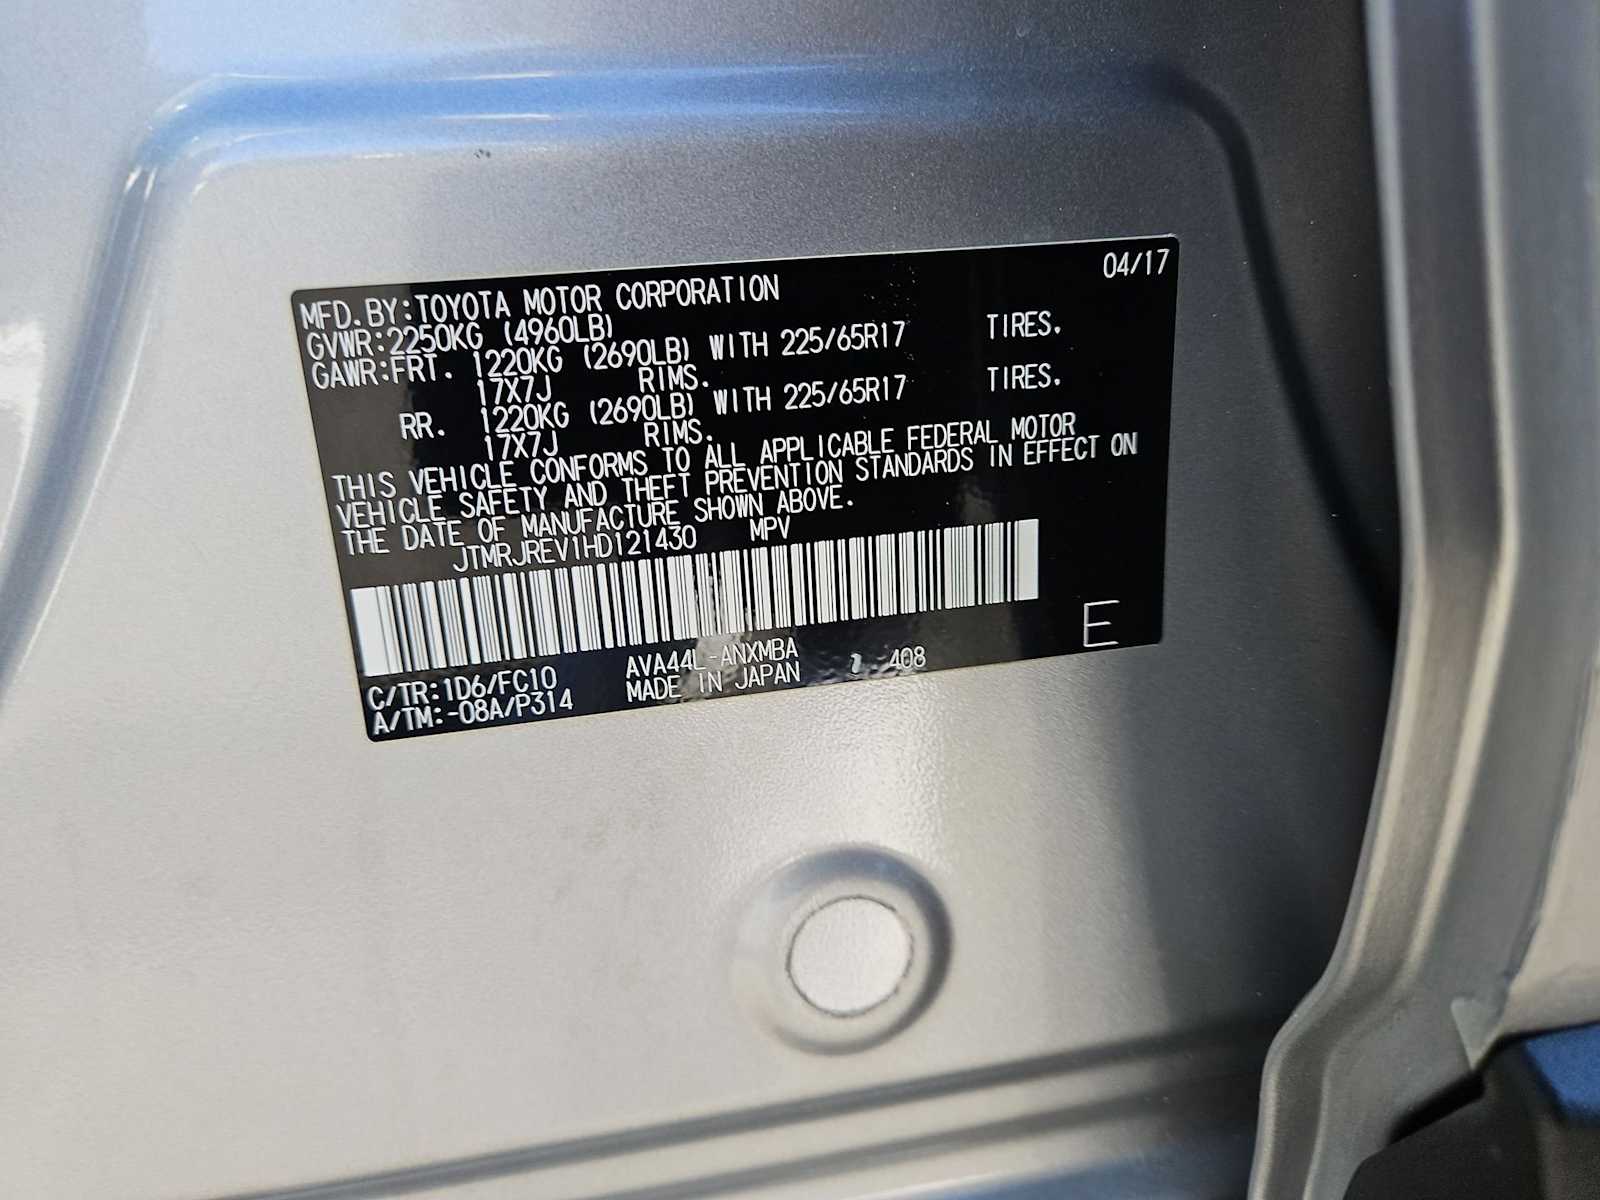 04/17
MFD. BY: TOYOTA MOTOR CORPORATION
GVWR: 2250KG (4960LB)
GAWR: FRT. 1220KG (2690LB) WITH 225/65R17 TIRES.
17X7J RIMS.
RR. 1220KG (2690LB) WITH 225/65R17 TIRES.
17X7J RIMS.
THIS VEHICLE CONFORMS TO ALL APPLICABLE FEDERAL MOTOR
VEHICLE SAFETY AND THEFT PREVENTION STANDARDS IN EFFECT ON
THE DATE OF MANUFACTURE SHOWN ABOVE.
JTMRJREV1HD121430 MPV
E
C/TR: 1D6/FC10 AVA44L-ANXMBA
A/TM: -08A/P314 MADE IN JAPAN 408